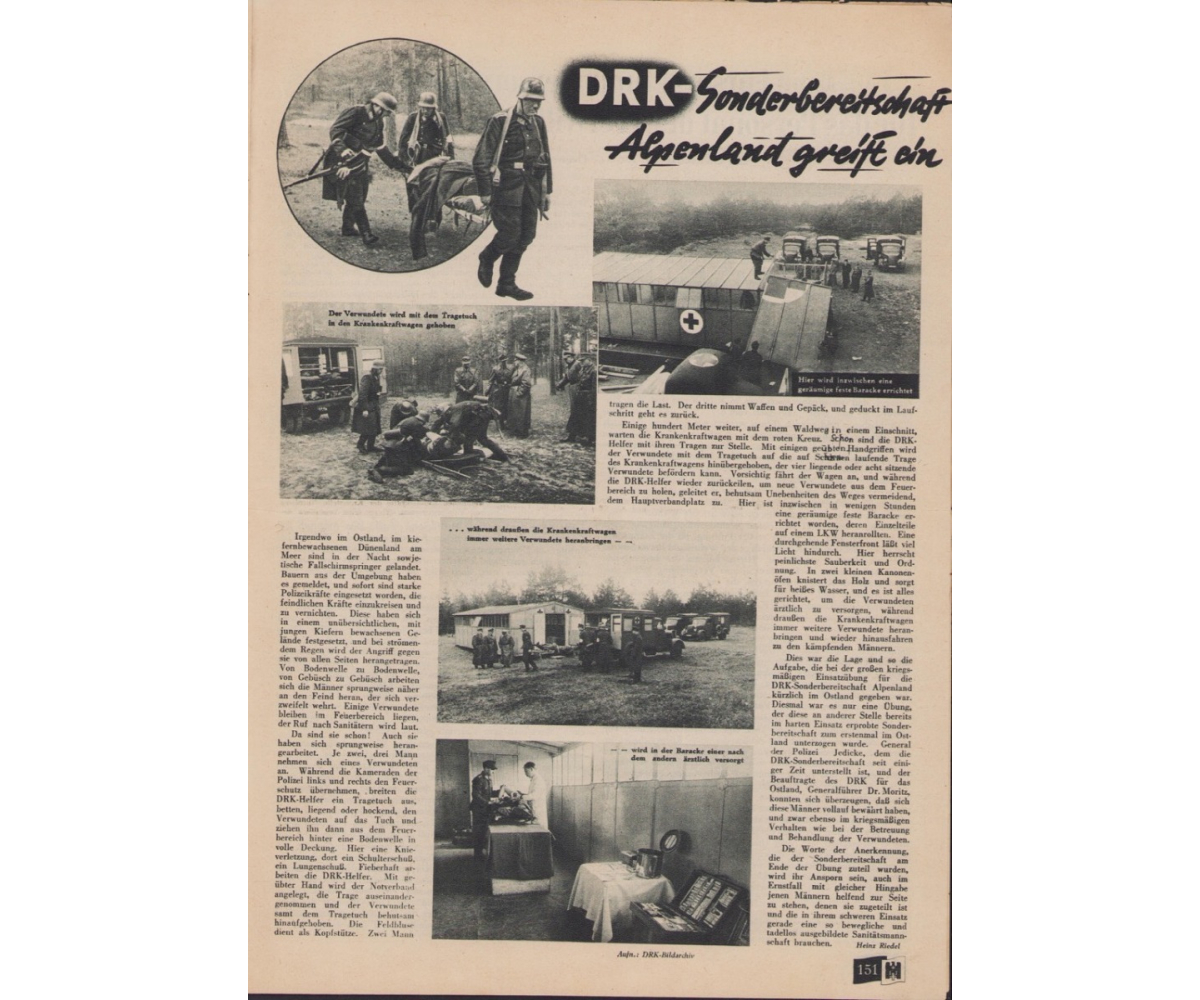 DRK-Sonderbereitschaft
Alpenland greift ein
Der Verwundete wird mit dem Tragetuch
in den Krankenkraftwagen gehoben
Hier wird inzwischen eine
geräumige feste Baracke errichtet
Irgendwo im Ostland, im kie-
fernbewachsenen Dünenland am
Meer sind in der Nacht sowje-
tische Fallschirmspringer gelandet.
Bauern aus der Umgebung haben
es gemeldet, und sofort sind starke
Polizeikräfte eingesetzt worden, die
feindlichen Kräfte einzukreisen und
zu vernichten. Diese haben sich
in einem unübersichtlichen, mit
jungen Kiefern bewachsenen Ge-
lände festgesetzt, und bei strömen-
dem Regen wird der Angriff gegen
sie von allen Seiten herangetragen.
Von Bodenwelle zu Bodenwelle,
von Gebüsch zu Gebüsch arbeiten
sich die Männer sprungweise näher
an den Feind heran, der sich ver-
zweifelt wehrt. Einige Verwundete
bleiben im Feuerbereich liegen,
der Ruf nach Sanitätern wird laut.
Da sind sie schon! Auch sie
haben sich sprungweise heran-
gearbeitet. Je zwei, drei Mann
nehmen sich eines Verwundeten
an. Während die Kameraden der
Polizei links und rechts den Feuer-
schutz übernehmen, breiten die
DRK-Helfer ein Tragetuch aus,
betten, liegend oder hockend, den
Verwundeten auf das Tuch und
ziehen ihn dann aus dem Feuer-
bereich hinter eine Bodenwelle in
volle Deckung. Hier eine Knie-
verletzung, dort ein Schulterschuß,
ein Lungenschuß. Fieberhaft ar-
beiten die DRK-Helfer. Mit ge-
übter Hand wird der Notverband
angelegt, die Trage auseinander-
genommen und der Verwundete
samt dem Tragetuch behutsam
hinaufgehoben. Die Feldbluse
dient als Kopfstütze. Zwei Mann
tragen die Last. Der dritte nimmt Waffen und Gepäck, und geduckt im Lauf-
schritt geht es zurück.
Einige hundert Meter weiter, auf einem Waldweg in einem Einschnitt,
warten die Krankenkraftwagen mit dem roten Kreuz. Schon sind die DRK-
Helfer mit ihren Tragen zur Stelle. Mit einigen geübten Handgriffen wird
der Verwundete mit dem Tragetuch auf die auf Schienen laufende Trage
des Krankenkraftwagens hinübergehoben, der vier liegende oder acht sitzende
Verwundete befördern kann. Vorsichtig fährt der Wagen an, und während
die DRK-Helfer wieder zurückeilen, um neue Verwundete aus dem Feuer-
bereich zu holen, geleitet er, behutsam Unebenheiten des Weges vermeidend,
dem Hauptverbandplatz zu. Hier ist inzwischen in wenigen Stunden
eine geräumige feste Baracke er-
richtet worden, deren Einzelteile
auf einem LKW heranrollten. Eine
durchgehende Fensterfront läßt viel
Licht hindurch. Hier herrscht
peinlichste Sauberkeit und Ord-
nung. In zwei kleinen Kanonen-
öfen knistert das Holz und sorgt
für heißes Wasser, und es ist alles
gerichtet, um die Verwundeten
ärztlich zu versorgen, während
draußen die Krankenkraftwagen
immer weitere Verwundete heran-
bringen und wieder hinausfahren
zu den kämpfenden Männern.
Dies war die Lage und so die
Aufgabe, die bei der großen kriegs-
mäßigen Einsatzübung für die
DRK-Sonderbereitschaft Alpenland
kürzlich im Ostland gegeben war.
Diesmal war es nur eine Übung,
der diese an anderer Stelle bereits
im harten Einsatz erprobte Sonder-
bereitschaft zum erstenmal im Ost-
land unterzogen wurde. General
der Polizei Jedicke, dem die
DRK-Sonderbereitschaft seit eini-
ger Zeit unterstellt ist, und der
Beauftragte des DRK für das
Ostland, Generalführer Dr. Moritz,
konnten sich überzeugen, daß sich
diese Männer vollauf bewährt haben,
und zwar ebenso im kriegsmäßigen
Verhalten wie bei der Betreuung
und Behandlung der Verwundeten.
Die Worte der Anerkennung,
die der Sonderbereitschaft am
Ende der Übung zuteil wurden,
wird ihr Ansporn sein, auch im
Ernstfall mit gleicher Hingabe
jenen Männern helfend zur Seite
zu stehen, denen sie zugeteilt ist
und die in ihrem schweren Einsatz
gerade eine so bewegliche und
tadellos ausgebildete Sanitätsmann-
schaft brauchen. Heinz Riedel
... während draußen die Krankenkraftwagen
immer weitere Verwundete heranbringen — —
— — wird in der Baracke einer nach
dem andern ärztlich versorgt
Aufn.: DRK-Bildarchiv
151